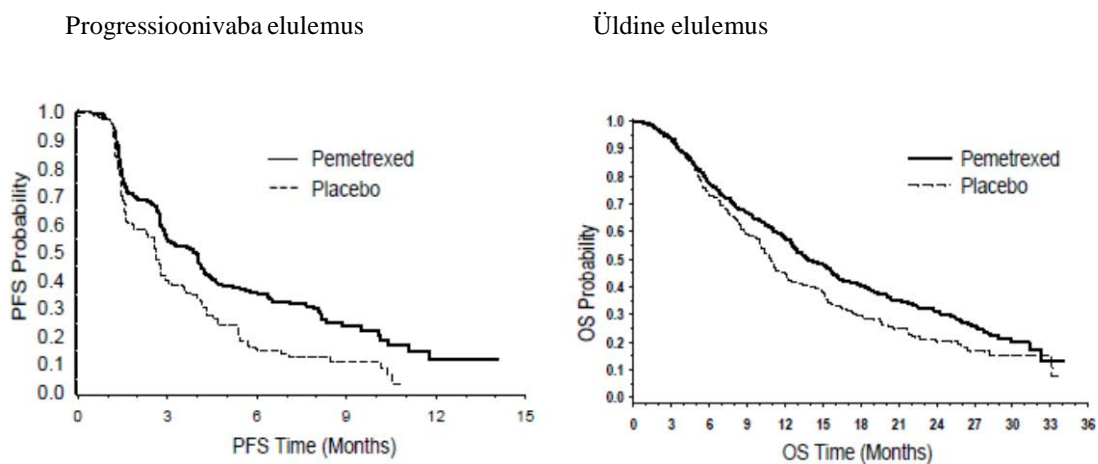 Progressioonivaba elulemus
Üldine elulemus
PFS Probability
1.0
0.9
0.8
0.7
0.6
0.5
0.4
0.3
0.2
0.1
0.0
Pemetrexed
Placebo
0 3 6 9 12 15
PFS Time (Months)
OS Probability
1.0
0.9
0.8
0.7
0.6
0.5
0.4
0.3
0.2
0.1
0.0
Pemetrexed
Placebo
0 3 6 9 12 15 18 21 24 27 30 33 36
OS Time (Months)